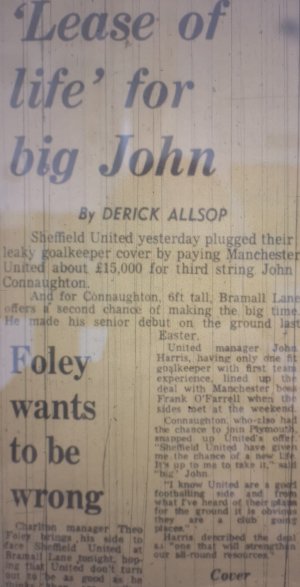 'Lease of
life' for
big John
By DERICK ALLSOP
Sheffield United yesterday plugged their
leaky goalkeeper cover by paying Manchester
United about £15,000 for third string John
Connaughton.
And for Connaughton, 6ft tall, Bramall Lane
offers a second chance of making the big time.
He made his senior debut on the ground last
Easter.
United manager John
Harris, having only one fit
goalkeeper with first team
experience, lined up the
deal with Manchester boss
Frank O'Farrell when the
sides met at the weekend.
Connaughton, who also had
the chance to join Plymouth,
snapped up United's offer.
"Sheffield United have given
me the chance of a new life.
It's up to me to take it," said
"big" John.
"I know United are a good
footballing side and from
what I've heard of their plans
for the ground it is obvious
they are a club going
places."
Harris described the deal
as "one that will strengthen
our all-round resources."
Cover
Foley
wants
to be
wrong
Charlton manager Theo
Foley brings his side to
face Sheffield United at
Bramall Lane tonight, hop-
ing that United don't turn
out to be as good as he